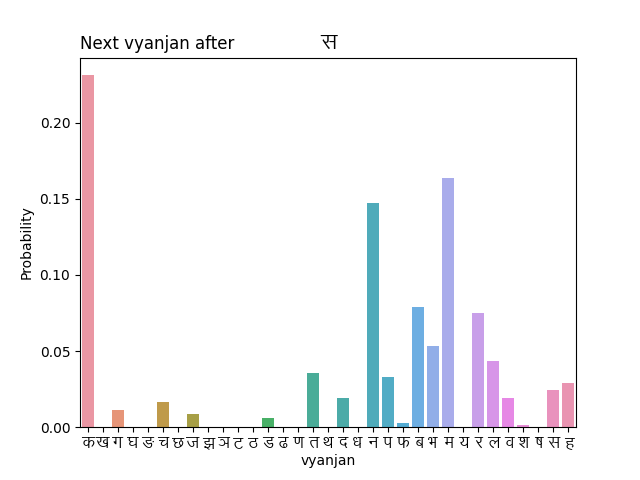 Next vyanjan after स
0.20
0.15
0.10
0.05
0.00
Probability
क ख ग घ ङ च छ ज झ ञ ट ठ ड ढ ण त थ द ध न प फ ब भ म य र ल व श ष स ह
vyanjan